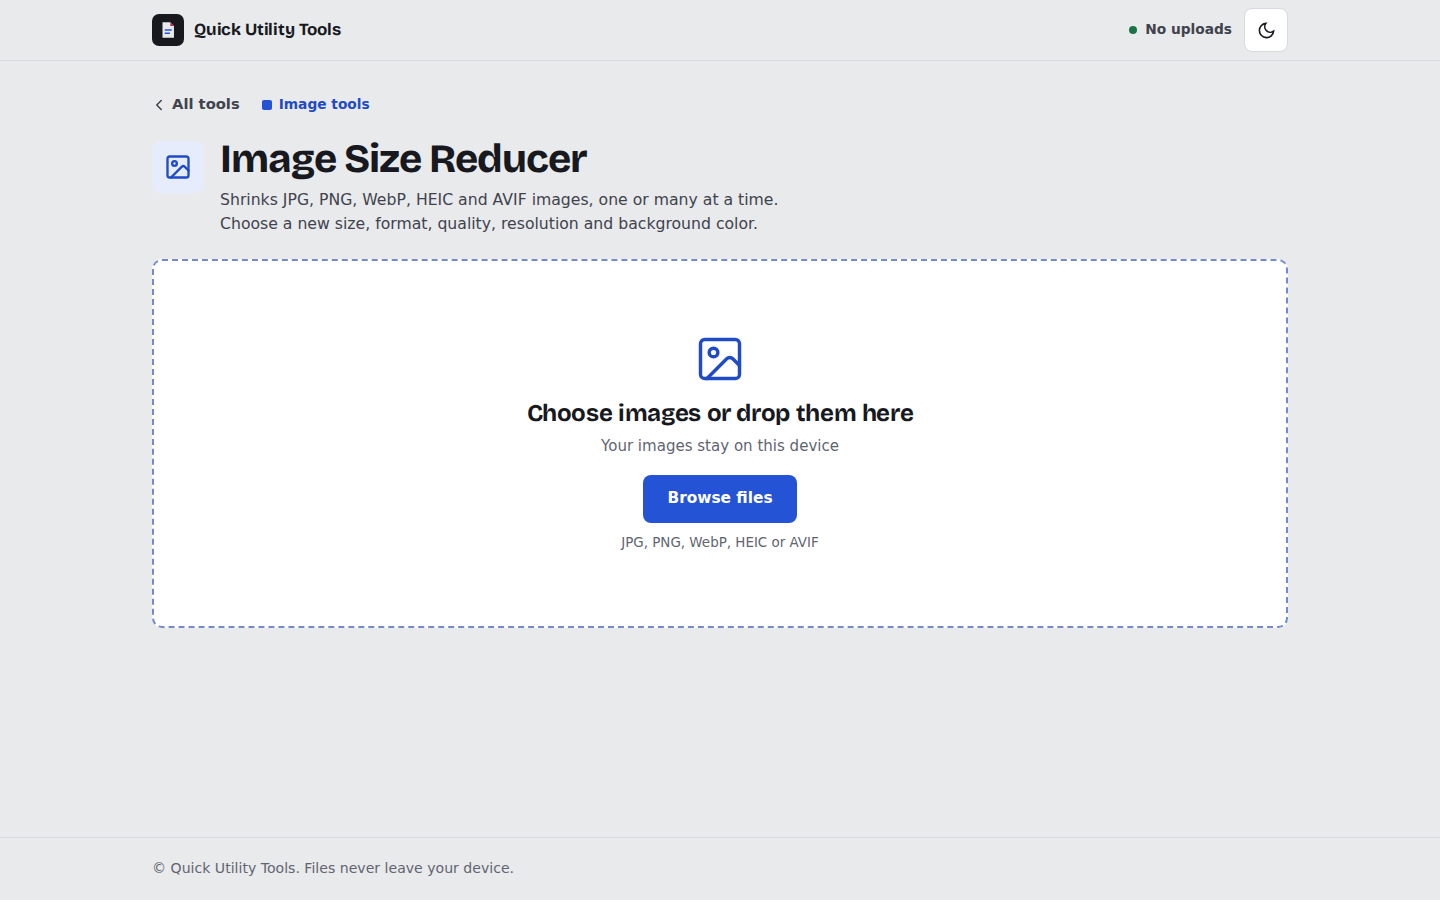 Quick Utility Tools
No uploads
All tools
Image tools
Image Size Reducer
Shrinks JPG, PNG, WebP, HEIC and AVIF images, one or many at a time.
Choose a new size, format, quality, resolution and background color.
Choose images or drop them here
Your images stay on this device
Browse files
JPG, PNG, WebP, HEIC or AVIF
© Quick Utility Tools. Files never leave your device.